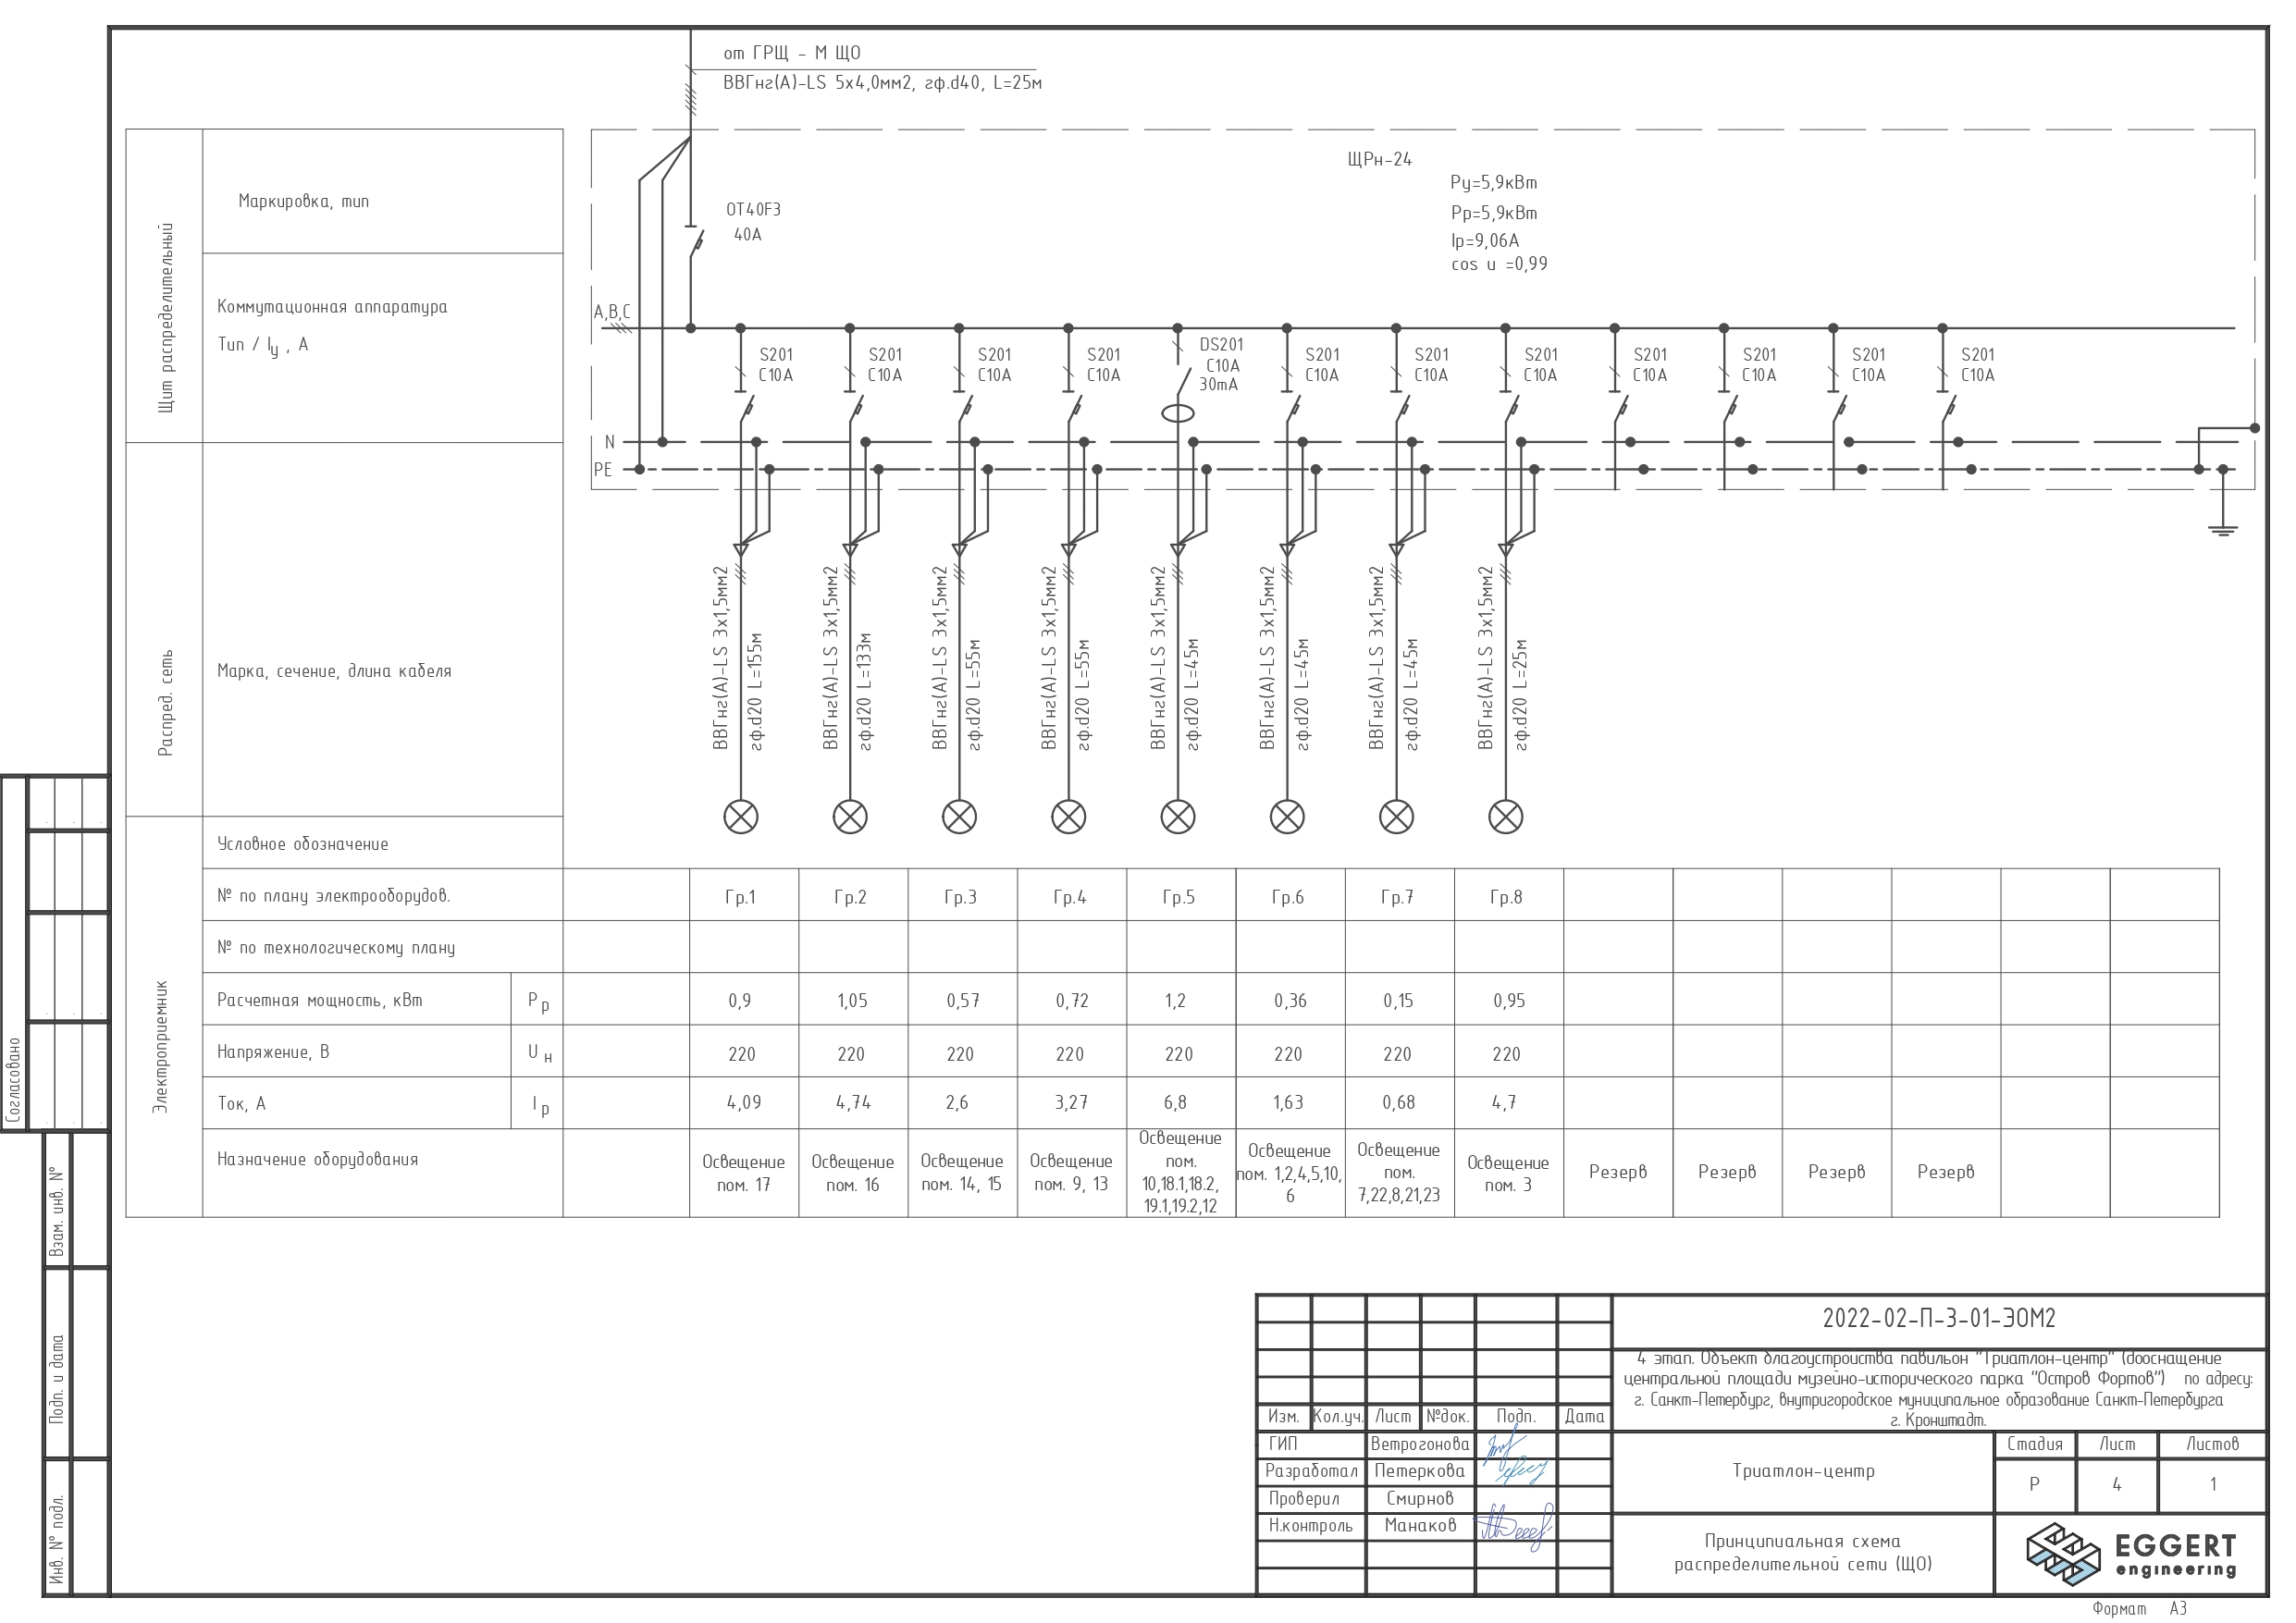 от ГРЩ - М ЩО
ВВГнг(А)-LS 5х4,0мм2, гф.d40, L=25м
ЩРн-24
Ру=5,9кВт
Рр=5,9кВт
Iр=9,06А
cos u =0,99
OT40F3
40А
Щит распределительный
Маркировка, тип
Коммутационная аппаратура
Тип / Iу , А
A,B,C
N
PE
S201
C10A
S201
C10A
S201
C10A
S201
C10A
DS201
C10A
30mA
S201
C10A
S201
C10A
S201
C10A
S201
C10A
S201
C10A
S201
C10A
S201
C10A
Распред. сеть
Марка, сечение, длина кабеля
ВВГнг(А)-LS 3х1,5мм2
гф.d20 L=155м
ВВГнг(А)-LS 3х1,5мм2
гф.d20 L=133м
ВВГнг(А)-LS 3х1,5мм2
гф.d20 L=55м
ВВГнг(А)-LS 3х1,5мм2
гф.d20 L=55м
ВВГнг(А)-LS 3х1,5мм2
гф.d20 L=45м
ВВГнг(А)-LS 3х1,5мм2
гф.d20 L=45м
ВВГнг(А)-LS 3х1,5мм2
гф.d20 L=45м
ВВГнг(А)-LS 3х1,5мм2
гф.d20 L=25м
Электроприемник
Условное обозначение
№ по плану электрооборудов. Гр.1 Гр.2 Гр.3 Гр.4 Гр.5 Гр.6 Гр.7 Гр.8
№ по технологическому плану
Расчетная мощность, кВт Рр 0,9 1,05 0,57 0,72 1,2 0,36 0,15 0,95
Напряжение, В Uн 220 220 220 220 220 220 220 220
Ток, А Iр 4,09 4,74 2,6 3,27 6,8 1,63 0,68 4,7
Назначение оборудования
Освещение
пом. 17
Освещение
пом. 16
Освещение
пом. 14, 15
Освещение
пом. 9, 13
Освещение
пом.
10,18.1,18.2,
19.1,19.2,12
Освещение
пом. 1,2,4,5,10,
6
Освещение
пом.
7,22,8,21,23
Освещение
пом. 3
Резерв
Резерв
Резерв
Резерв
Согласовано
Взам. инв. №
Подп. и дата
Инв. № подл.
2022-02-П-3-01-ЭОМ2
4 этап. Объект благоустройства павильон "Триатлон-центр" (дооснащение
центральной площади музейно-исторического парка "Остров Фортов") по адресу:
г. Санкт-Петербург, внутригородское муниципальное образование Санкт-Петербурга
г. Кронштадт.
Изм. Кол.уч. Лист №док. Подп. Дата
ГИП Ветрогонова
Разработал Петеркова
Проверил Смирнов
Н.контроль Манаков
Триатлон-центр
Стадия Лист Листов
Р 4 1
Принципиальная схема
распределительной сети (ЩО)
EGGERT
engineering
Формат А3